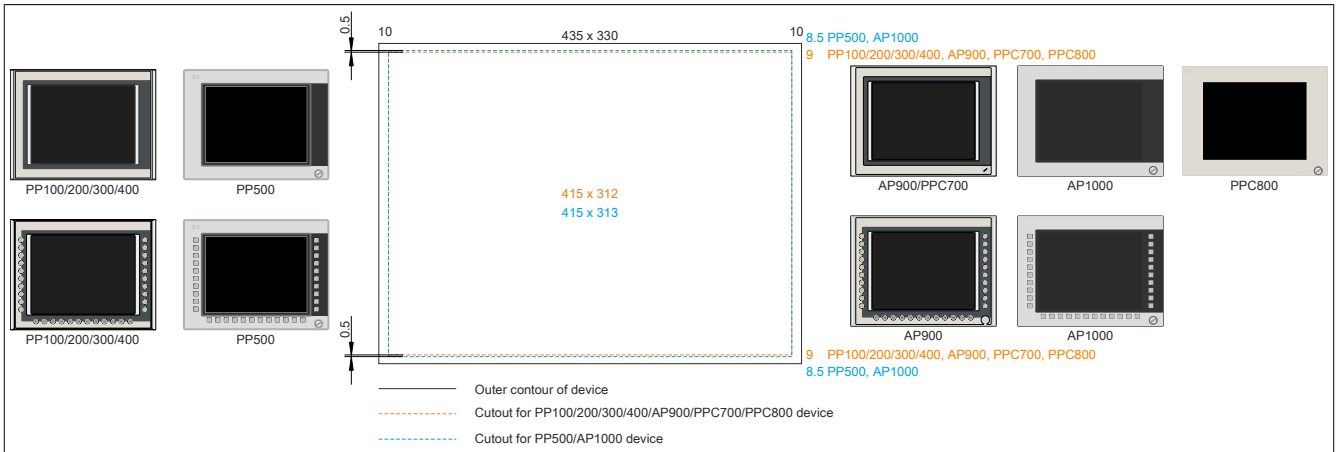 0.5
10
435 x 330
10
8.5 PP500, AP1000
9 PP100/200/300/400, AP900, PPC700, PPC800
PP100/200/300/400
PP500
AP900/PPC700
AP1000
PPC800
415 x 312
415 x 313
0.5
PP100/200/300/400
PP500
AP900
AP1000
9 PP100/200/300/400, AP900, PPC700, PPC800
8.5 PP500, AP1000
Outer contour of device
Cutout for PP100/200/300/400/AP900/PPC700/PPC800 device
Cutout for PP500/AP1000 device